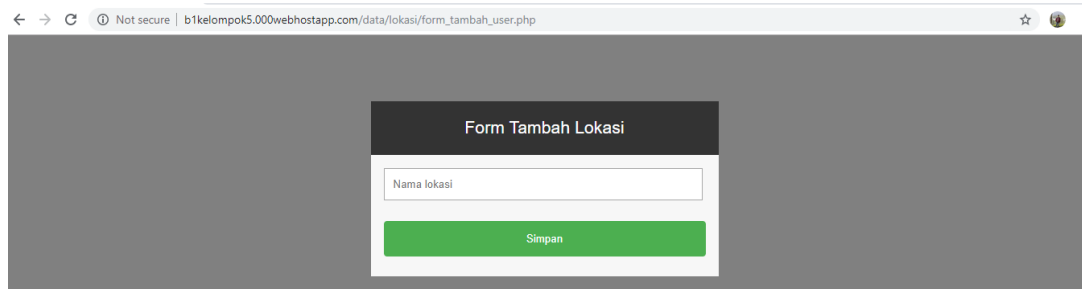 Not secure | b1kelompok5.000webhostapp.com/data/lokasi/form_tambah_user.php
Form Tambah Lokasi
Nama lokasi
Simpan